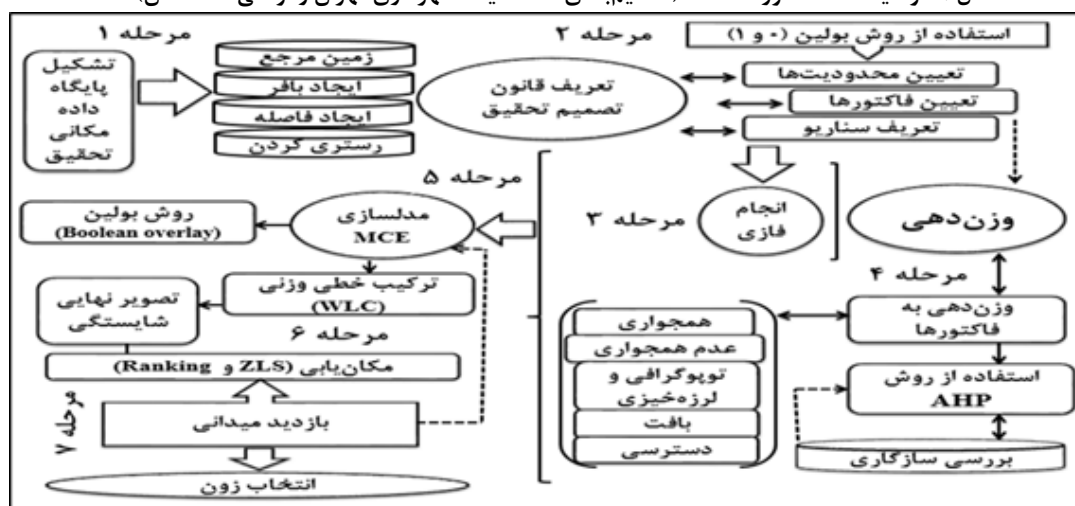 مرحله ۱
تشکیل
پایگاه
داده
مکانی
تحقیق
زمین مرجع
ایجاد بافر
ایجاد فاصله
رستری کردن
مرحله ۲
تعریف قانون
تصمیم تحقیق
استفاده از روش بولین (۰ و ۱)
تعیین محدودیت‌ها
تعیین فاکتورها
تعریف سناریو
مرحله ۳
انجام
فازی
وزن‌دهی
مرحله ۴
وزن‌دهی به
فاکتورها
استفاده از روش
AHP
بررسی سازگاری
همجواری
عدم همجواری
توپوگرافی و
لرزه‌خیزی
بافت
دسترسی
مرحله ۵
مدلسازی
MCE
روش بولین
(Boolean overlay)
ترکیب خطی وزنی
(WLC)
تصویر نهایی
شایستگی
مرحله ۶
مکان‌یابی (ZLS و Ranking)
مرحله ۷
بازدید میدانی
انتخاب زون